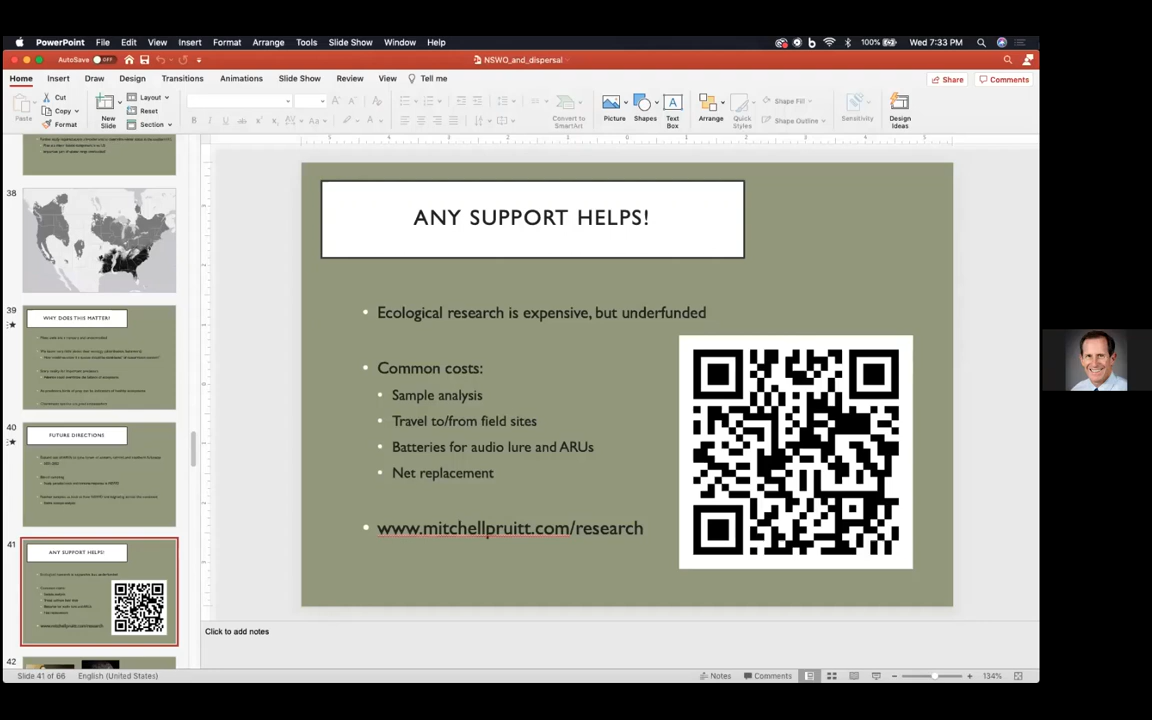 PowerPoint File Edit View Insert Format Arrange Tools Slide Show Window Help 100% Wed 7:33 PM
AutoSave OFF NSWO_and_dispersal
Home Insert Draw Design Transitions Animations Slide Show Review View Tell me Share Comments
Paste Cut Copy Format New Slide Layout Reset Section Convert to SmartArt Picture Shapes Text Box Arrange Quick Styles Shape Fill Shape Outline Sensitivity Design Ideas
38
39
WHY DOES THIS MATTER?
40
FUTURE DIRECTIONS
41
ANY SUPPORT HELPS!
www.mitchellpruitt.com/research
42
ANY SUPPORT HELPS!
Ecological research is expensive, but underfunded
Common costs:
Sample analysis
Travel to/from field sites
Batteries for audio lure and ARUs
Net replacement
www.mitchellpruitt.com/research
Click to add notes
Slide 41 of 66 English (United States) Notes Comments 134%